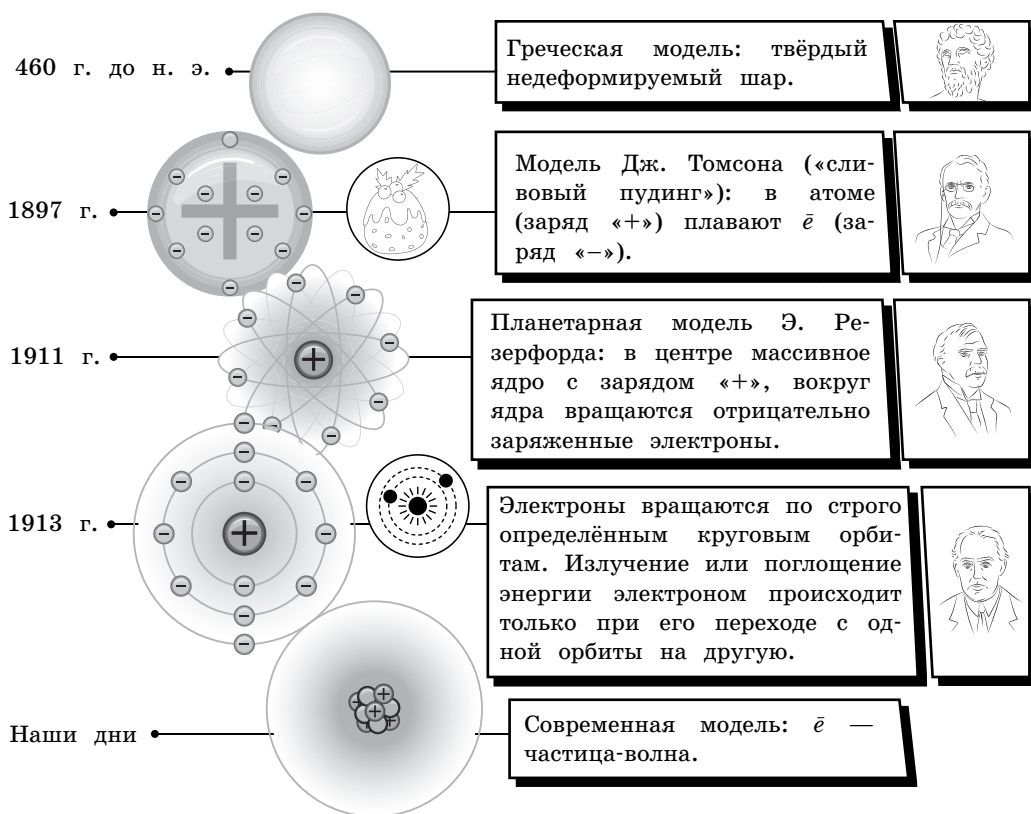 460 г. до н. э.
Греческая модель: твёрдый
недеформируемый шар.
1897 г.
Модель Дж. Томсона («сли-
вовый пудинг»): в атоме
(заряд «+») плавают ē (за-
ряд «−»).
1911 г.
Планетарная модель Э. Ре-
зерфорда: в центре массивное
ядро с зарядом «+», вокруг
ядра вращаются отрицательно
заряженные электроны.
1913 г.
Электроны вращаются по строго
определённым круговым орби-
там. Излучение или поглощение
энергии электроном происходит
только при его переходе с од-
ной орбиты на другую.
Наши дни
Современная модель: ē —
частица-волна.